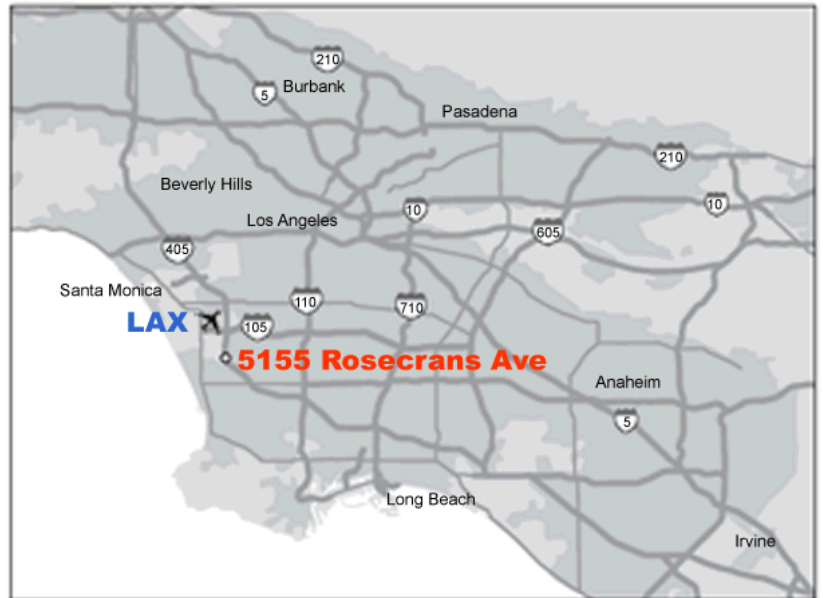 210
5
Burbank
Pasadena
210
Beverly Hills
10
10
Los Angeles
605
405
Santa Monica
110
710
LAX
105
5155 Rosecrans Ave
Anaheim
5
Long Beach
Irvine